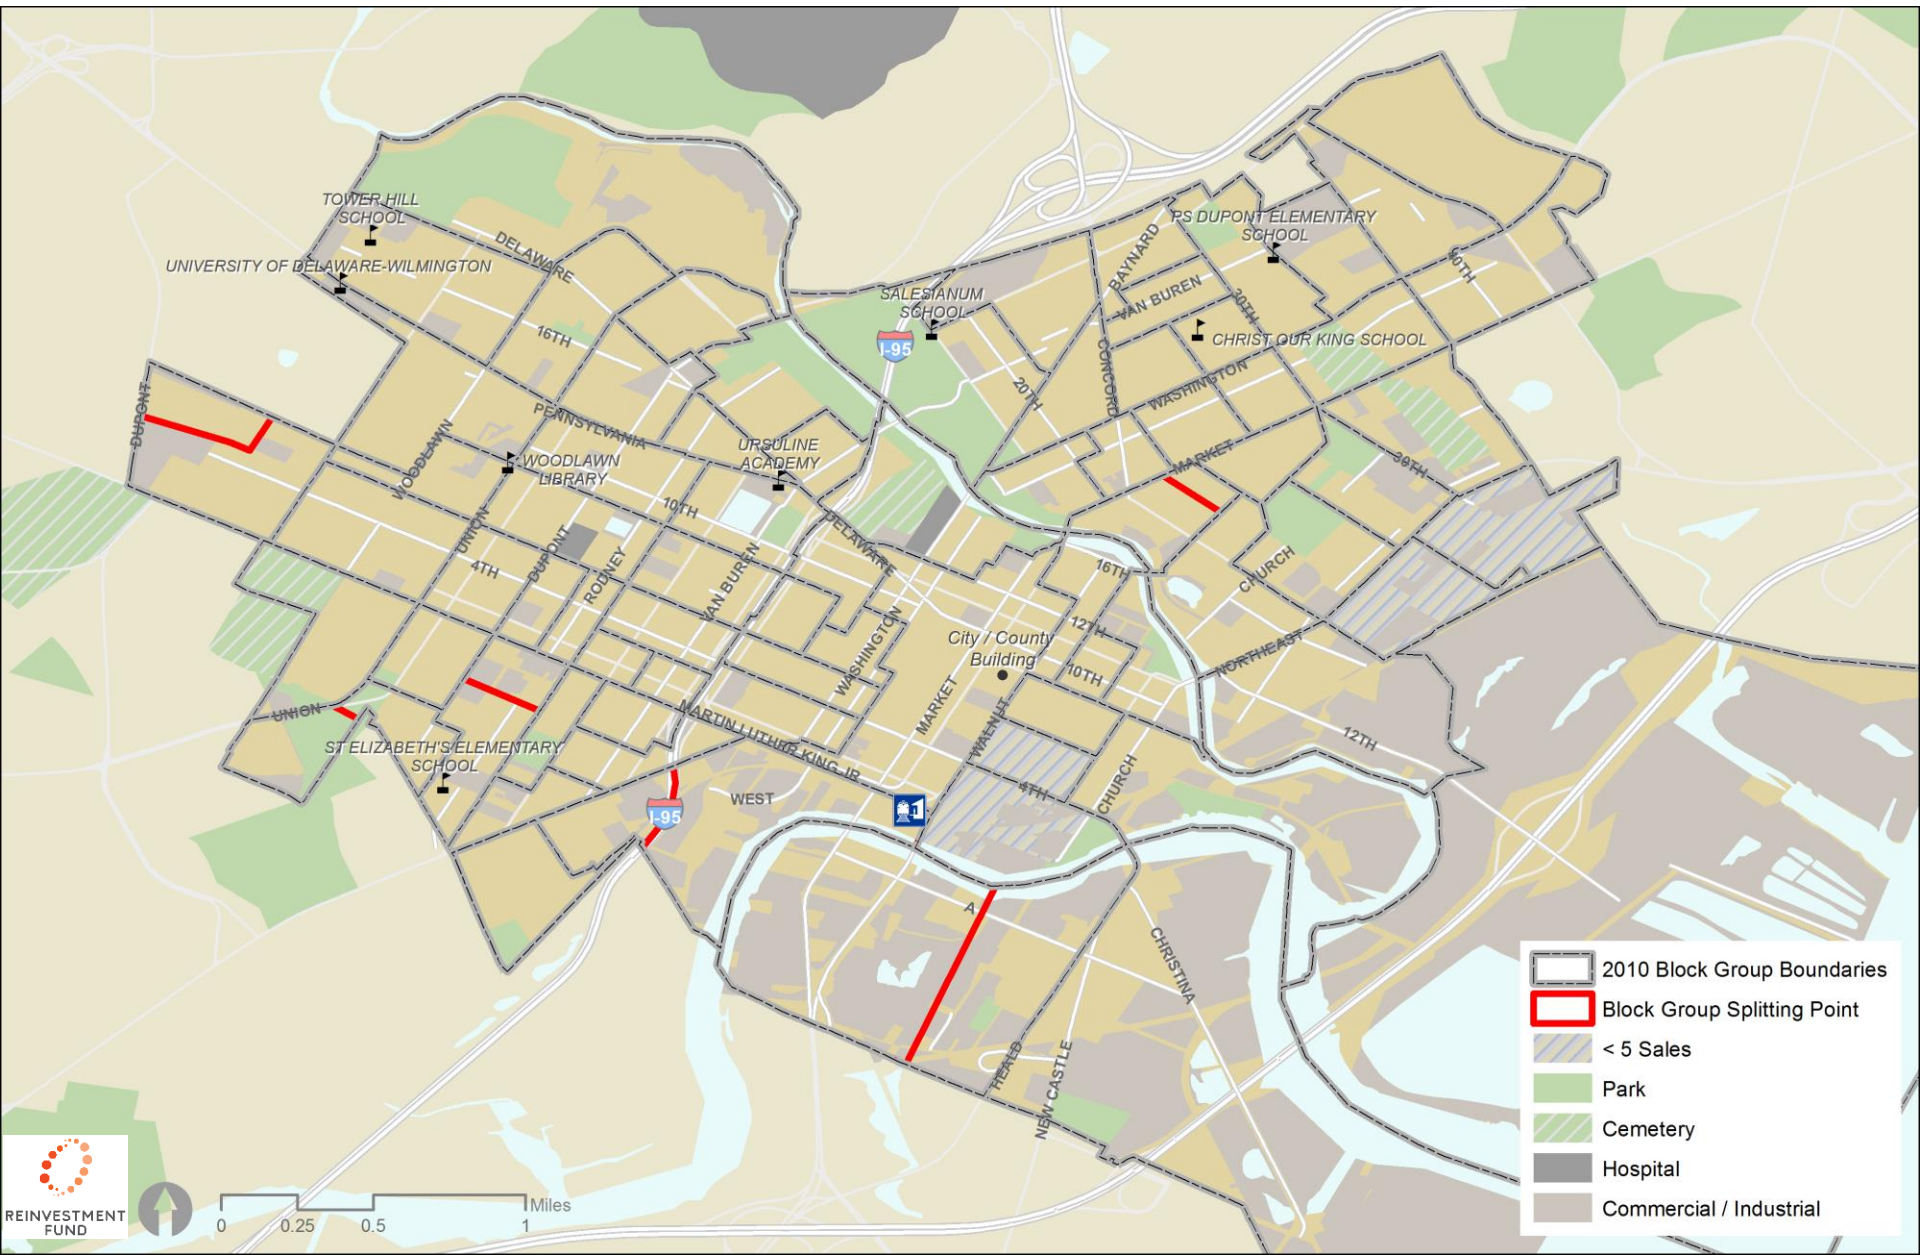 TOWER HILL
SCHOOL
DELAWARE
UNIVERSITY OF DELAWARE-WILMINGTON
PS DUPONT ELEMENTARY
SCHOOL
BAYNARD
40TH
SALESIANUM
SCHOOL
VAN BUREN
30TH
16TH
I-95
CHRIST OUR KING SCHOOL
CONCORD
20TH
WASHINGTON
DUPONT
PENNSYLVANIA
WOODLAWN
URSULINE
ACADEMY
WOODLAWN
LIBRARY
MARKET
30TH
10TH
UNION
DELAWARE
DUPONT
4TH
RODNEY
VAN BUREN
16TH
CHURCH
12TH
WASHINGTON
City / County
Building
10TH
NORTHEAST
MARKET
UNION
MARTIN LUTHER KING JR
WALNUT
12TH
ST ELIZABETH'S ELEMENTARY
SCHOOL
CHURCH
4TH
WEST
I-95
A
CHRISTINA
HEALD
NEW CASTLE
2010 Block Group Boundaries
Block Group Splitting Point
< 5 Sales
Park
Cemetery
Hospital
Commercial / Industrial
REINVESTMENT
FUND
Miles
0 0.25 0.5 1